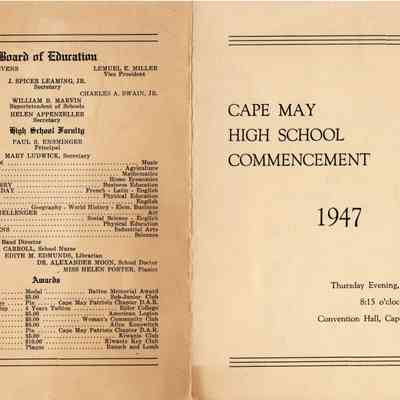 Board of Education
VENS LEMUEL E. MILLER
Vice President
J. SPICER LEAMING, JR.
Secretary
CHARLES A. SWAIN, JR.
WILLIAM D. MARVIN
Superintendent of Schools
HELEN APPENZELLER
Secretary
High School Faculty
PAUL S. ENSMINGER
Principal
MARY LUDWICK, Secretary
Music
Agriculture
Mathematics
Home Economics
Business Education
DAY French - Latin - English
Physical Education
English
Geography - World History - Elem. Business
HELLENGER Art
Social Science - English
Physical Education
NS Industrial Arts
Sciences
Band Director
CARROLL, School Nurse
EDITH M. EDMUNDS, Librarian
DR. ALEXANDER MOON, School Doctor
MISS HELEN PORTER, Pianist
Awards
Medal Batten Memorial Award
$5.00 Bob-Junior Club
Pin Cape May Patriots Chapter D.A.R.
4 Years Tuition Rider College
$5.00 American Legion
$5.00 Woman's Community Club
$5.00 Alice Knerwitch
Pin Cape May Patriots Chapter D.A.R.
$5.00 Kiwanis Club
$10.00 Kiwanis Key Club
Plaque Bausch and Lomb
CAPE MAY
HIGH SCHOOL
COMMENCEMENT
1947
Thursday Evening,
8:15 o'cloc
Convention Hall, Cap